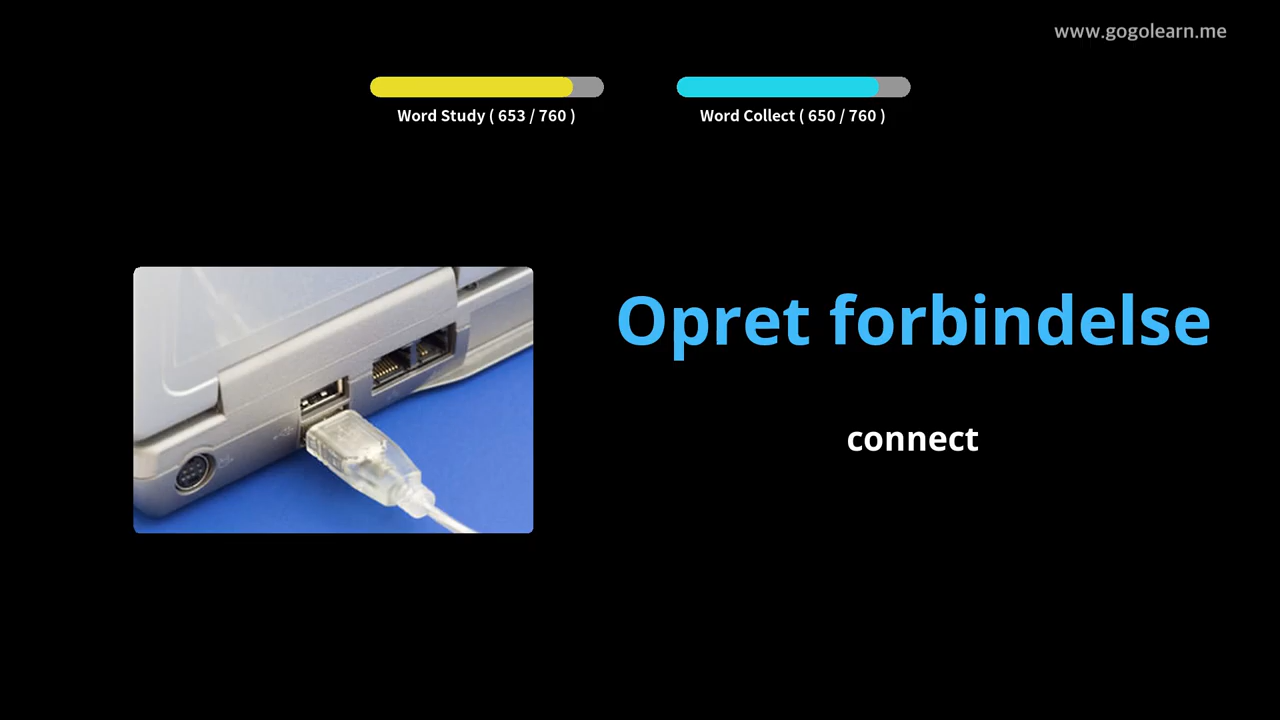 www.gogolearn.me
Word Study ( 653 / 760 )
Word Collect ( 650 / 760 )
Opret forbindelse
connect